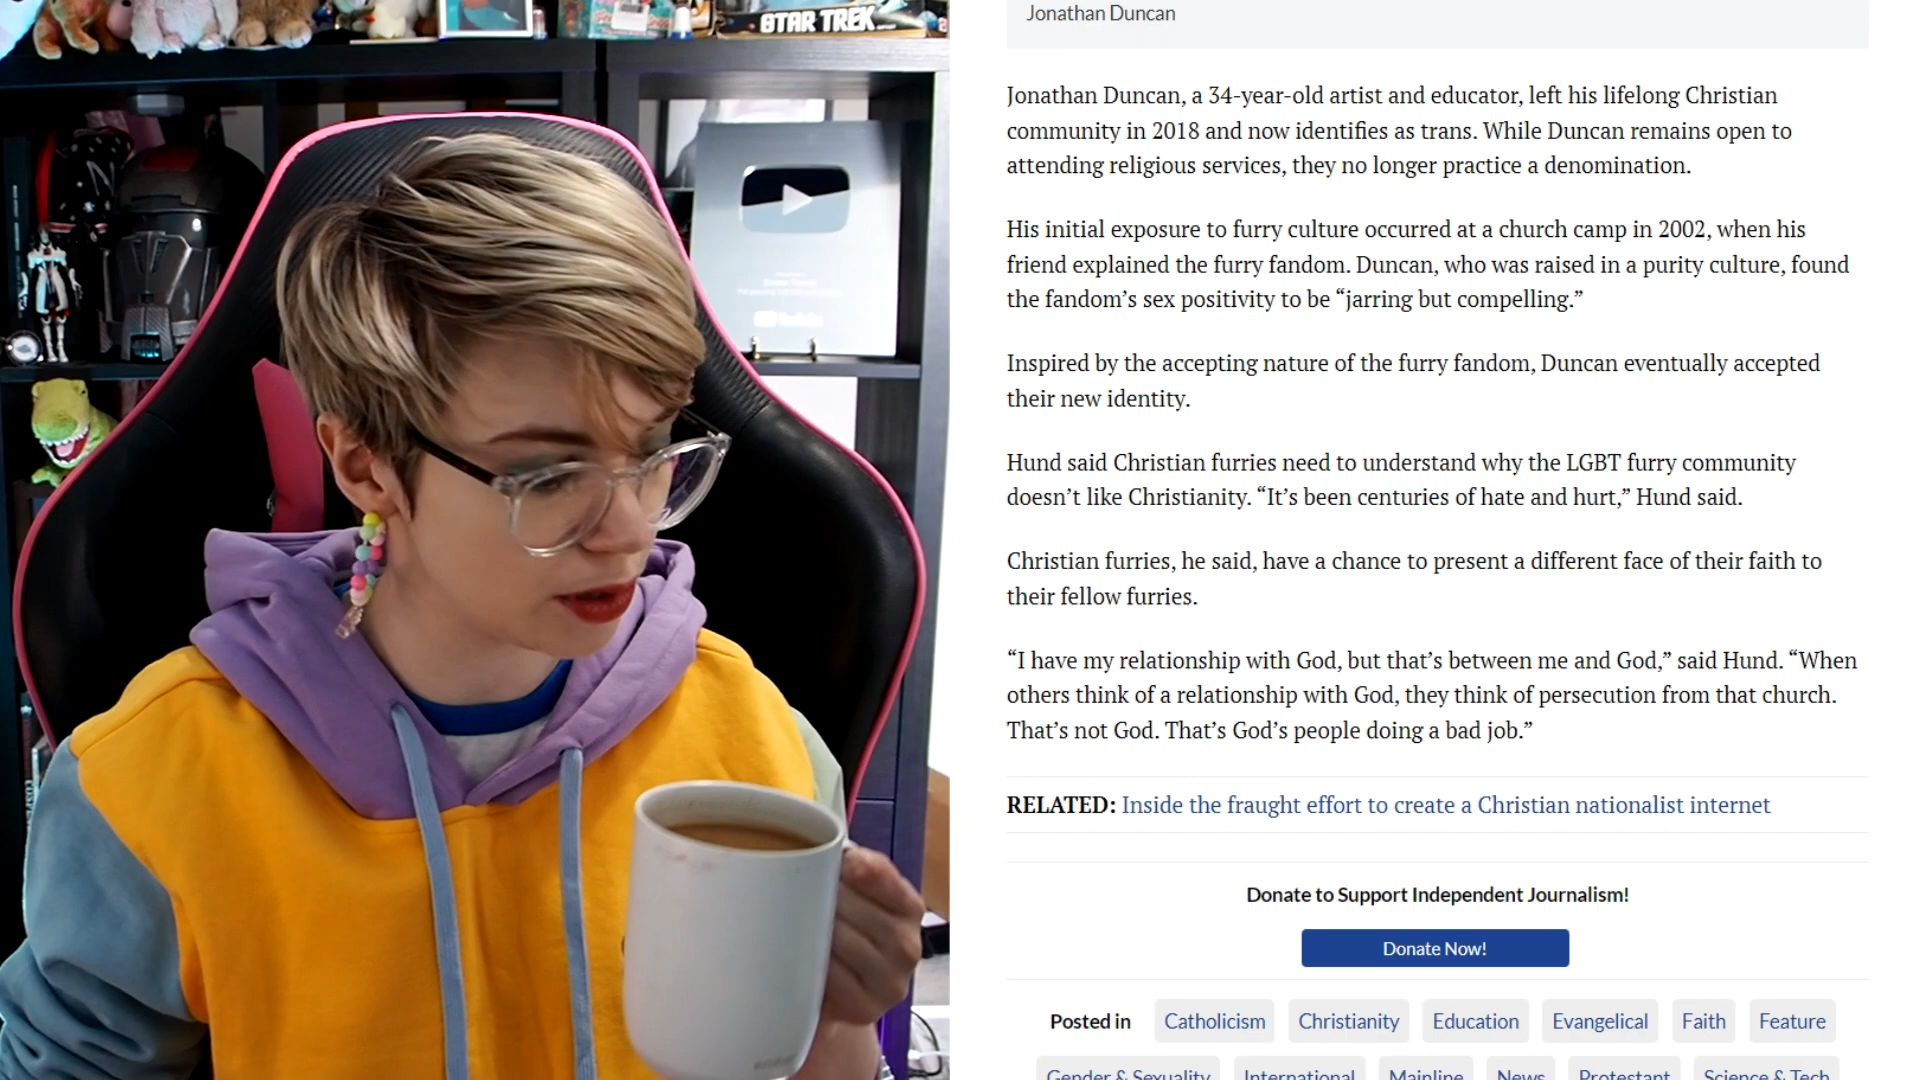 STAR TREK
Jonathan Duncan
Jonathan Duncan, a 34-year-old artist and educator, left his lifelong Christian
community in 2018 and now identifies as trans. While Duncan remains open to
attending religious services, they no longer practice a denomination.
His initial exposure to furry culture occurred at a church camp in 2002, when his
friend explained the furry fandom. Duncan, who was raised in a purity culture, found
the fandom’s sex positivity to be “jarring but compelling.”
Inspired by the accepting nature of the furry fandom, Duncan eventually accepted
their new identity.
Hund said Christian furries need to understand why the LGBT furry community
doesn’t like Christianity. “It’s been centuries of hate and hurt,” Hund said.
Christian furries, he said, have a chance to present a different face of their faith to
their fellow furries.
“I have my relationship with God, but that’s between me and God,” said Hund. “When
others think of a relationship with God, they think of persecution from that church.
That’s not God. That’s God’s people doing a bad job.”
RELATED: Inside the fraught effort to create a Christian nationalist internet
Donate to Support Independent Journalism!
Donate Now!
Posted in Catholicism Christianity Education Evangelical Faith Feature
Gender & Sexuality International Mainline News Protestant Science & Tech